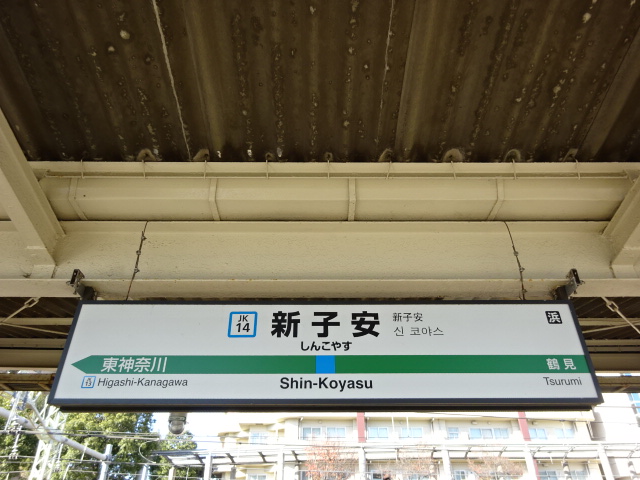 JK
14
新子安
新子安
신 코야스
浜
しんこやす
東神奈川
鶴見
13 Higashi-Kanagawa
Shin-Koyasu
Tsurumi